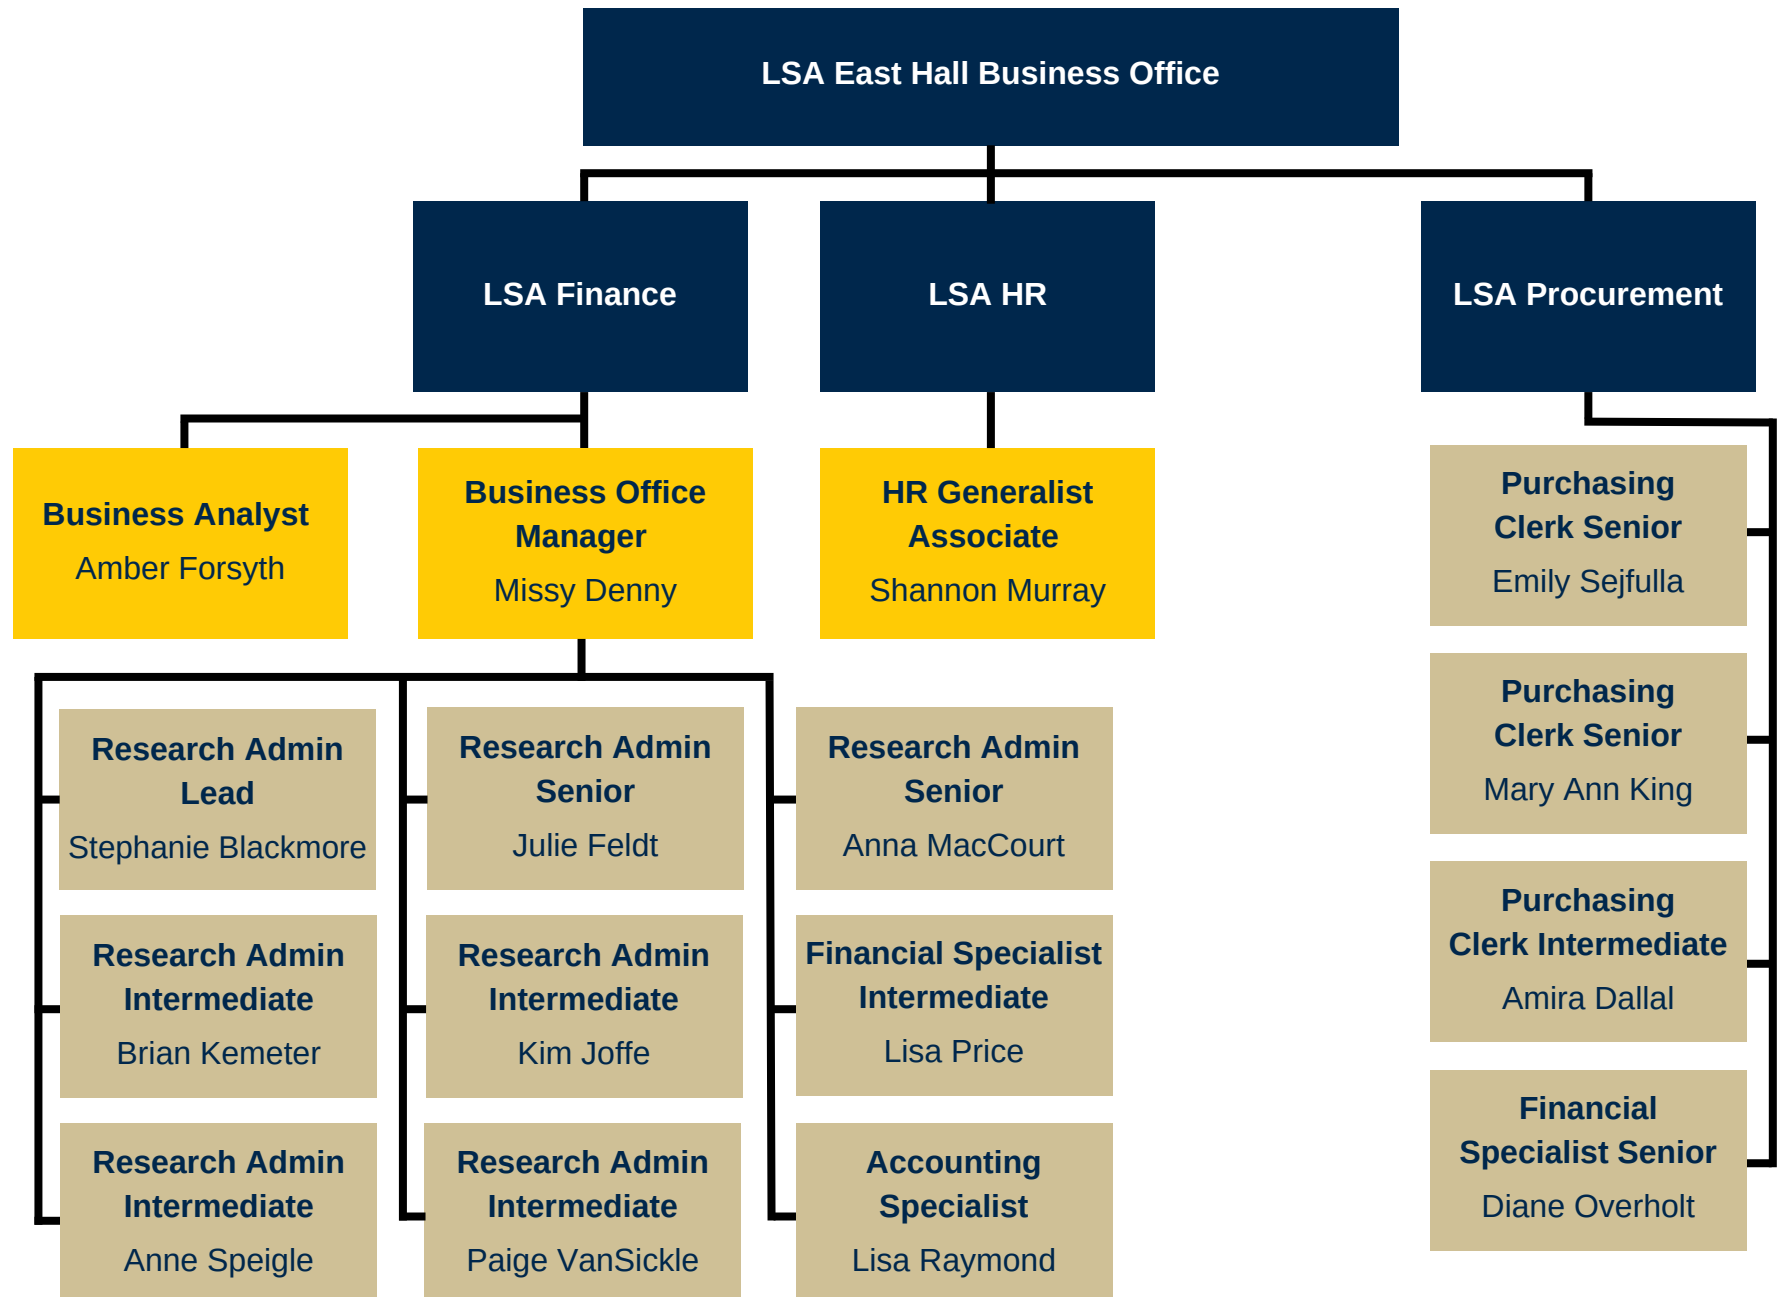 LSA East Hall Business Office
LSA Finance
LSA HR
LSA Procurement
Business Analyst
Amber Forsyth
Business Office
Manager
Missy Denny
HR Generalist
Associate
Shannon Murray
Purchasing
Clerk Senior
Emily Sejfulla
Purchasing
Clerk Senior
Mary Ann King
Purchasing
Clerk Intermediate
Amira Dallal
Financial
Specialist Senior
Diane Overholt
Research Admin
Lead
Stephanie Blackmore
Research Admin
Intermediate
Brian Kemeter
Research Admin
Intermediate
Anne Speigle
Research Admin
Senior
Julie Feldt
Research Admin
Intermediate
Kim Joffe
Research Admin
Intermediate
Paige VanSickle
Research Admin
Senior
Anna MacCourt
Financial Specialist
Intermediate
Lisa Price
Accounting
Specialist
Lisa Raymond